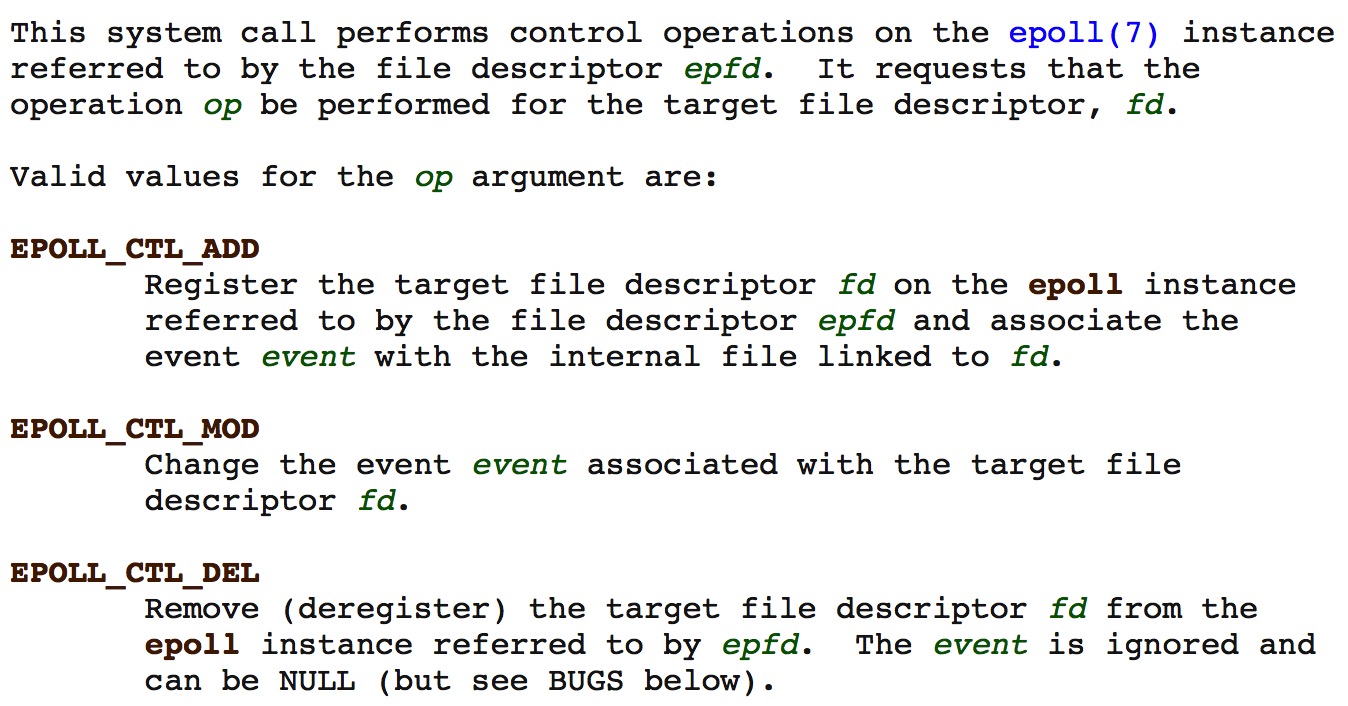 This system call performs control operations on the epoll(7) instance
referred to by the file descriptor epfd.  It requests that the
operation op be performed for the target file descriptor, fd.
Valid values for the op argument are:
EPOLL_CTL_ADD
Register the target file descriptor fd on the epoll instance
referred to by the file descriptor epfd and associate the
event event with the internal file linked to fd.
EPOLL_CTL_MOD
Change the event event associated with the target file
descriptor fd.
EPOLL_CTL_DEL
Remove (deregister) the target file descriptor fd from the
epoll instance referred to by epfd.  The event is ignored and
can be NULL (but see BUGS below).